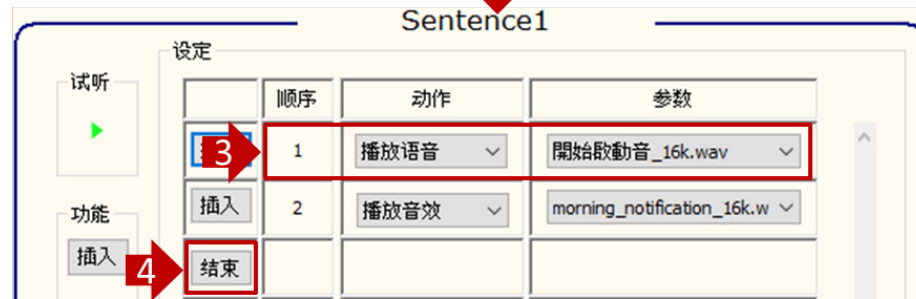 Sentence1
设定
试听
顺序 动作 参数
3 1 播放语音 開始啟動音_16k.wav
功能
插入 2 播放音效 morning_notification_16k.w
插入
4 结束